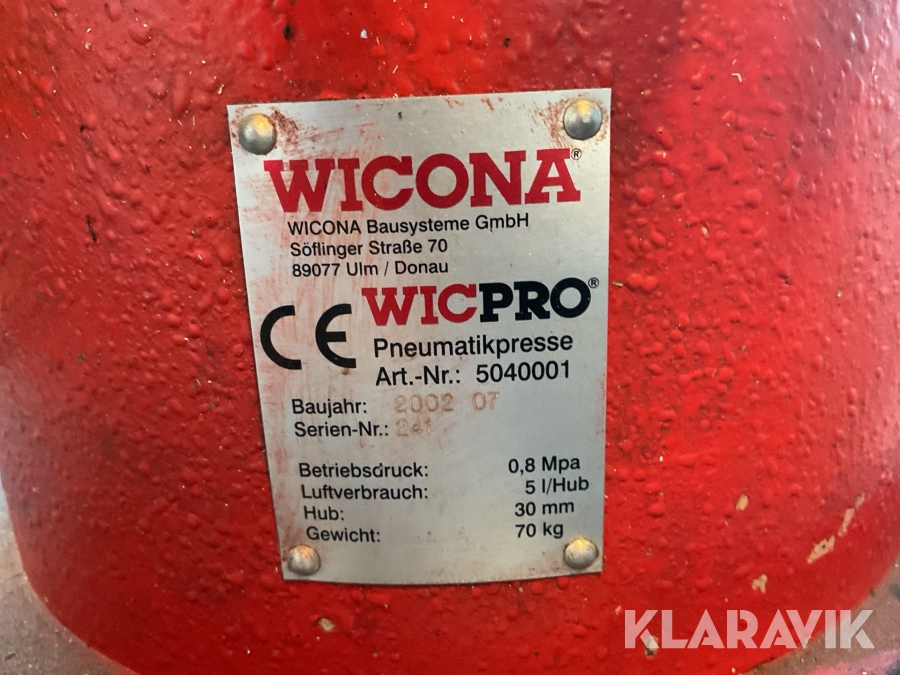 WICONA®
WICONA Bausysteme GmbH
Söflinger Straße 70
89077 Ulm / Donau
CE WICPRO®
Pneumatikpresse
Art.-Nr.: 5040001
Baujahr: 2002 07
Serien-Nr.: 241
Betriebsdruck: 0,8 Mpa
Luftverbrauch: 5 l/Hub
Hub: 30 mm
Gewicht: 70 kg
KLARAVIK